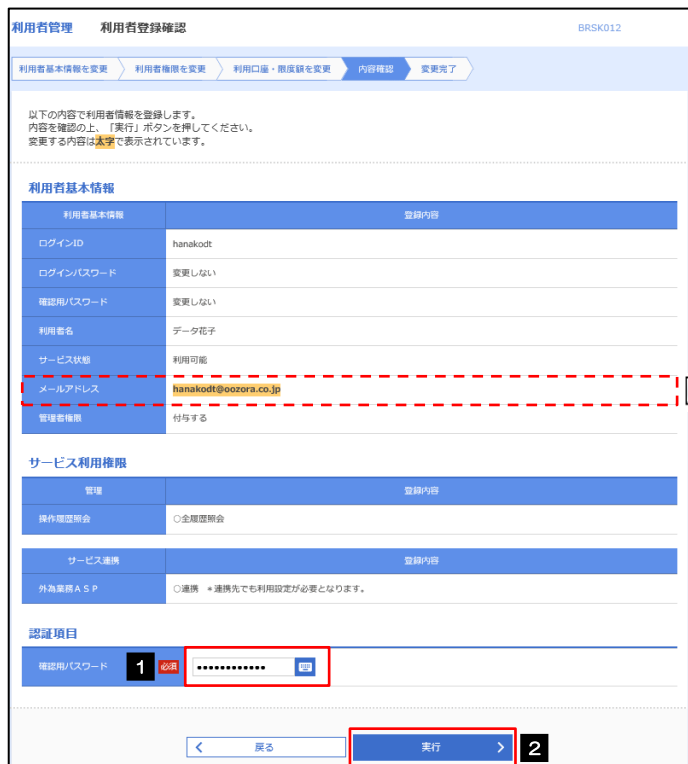 利用者管理 利用者登録確認 BRSK012
利用者基本情報を変更 利用者権限を変更 利用口座・限度額を変更 内容確認 変更完了
以下の内容で利用者情報を登録します。
内容を確認の上、「実行」ボタンを押してください。
変更する内容は太字で表示されています。
利用者基本情報
利用者基本情報 登録内容
ログインID hanakodt
ログインパスワード 変更しない
確認用パスワード 変更しない
利用者名 データ花子
サービス状態 利用可能
メールアドレス hanakodt@oozora.co.jp
管理者権限 付与する
サービス利用権限
管理 登録内容
操作履歴照会 ○全履歴照会
サービス連携 登録内容
外為業務ASP ○連携 *連携先でも利用設定が必要となります。
認証項目
確認用パスワード 1 必須 ••••••••••••
戻る 実行 2